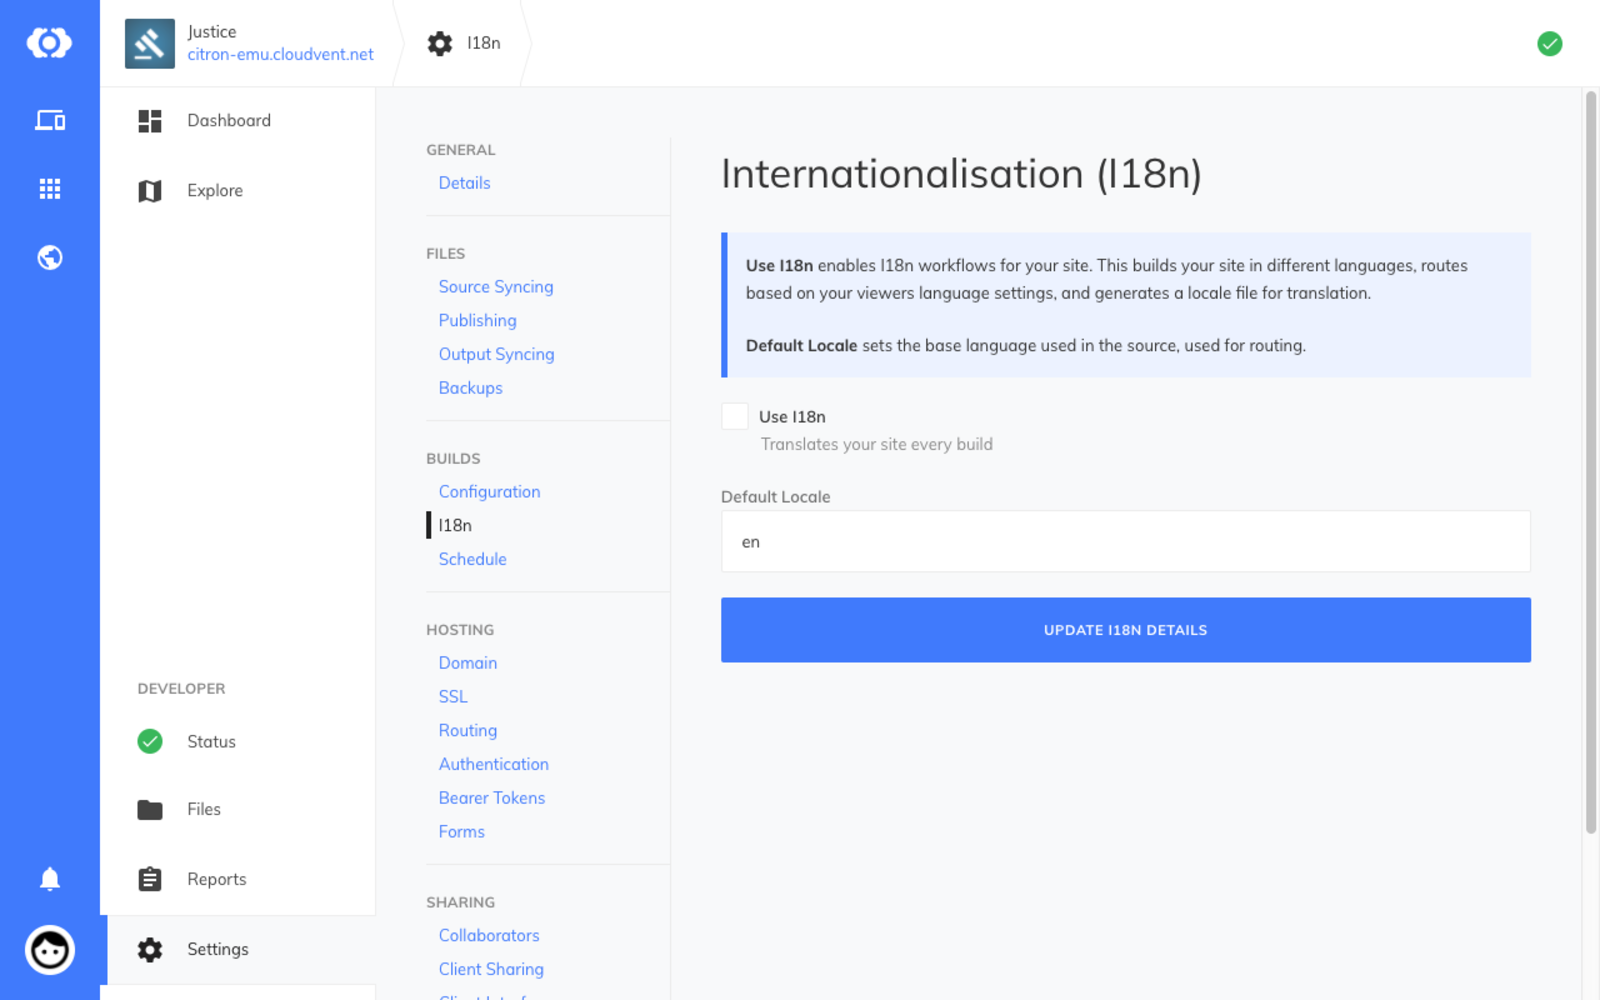 Justice
citron-emu.cloudvent.net
I18n
Dashboard
Explore
DEVELOPER
Status
Files
Reports
Settings
GENERAL
Details
FILES
Source Syncing
Publishing
Output Syncing
Backups
BUILDS
Configuration
I18n
Schedule
HOSTING
Domain
SSL
Routing
Authentication
Bearer Tokens
Forms
SHARING
Collaborators
Client Sharing
Internationalisation (I18n)
Use I18n enables I18n workflows for your site. This builds your site in different languages, routes
based on your viewers language settings, and generates a locale file for translation.
Default Locale sets the base language used in the source, used for routing.
Use I18n
Translates your site every build
Default Locale
en
UPDATE I18N DETAILS